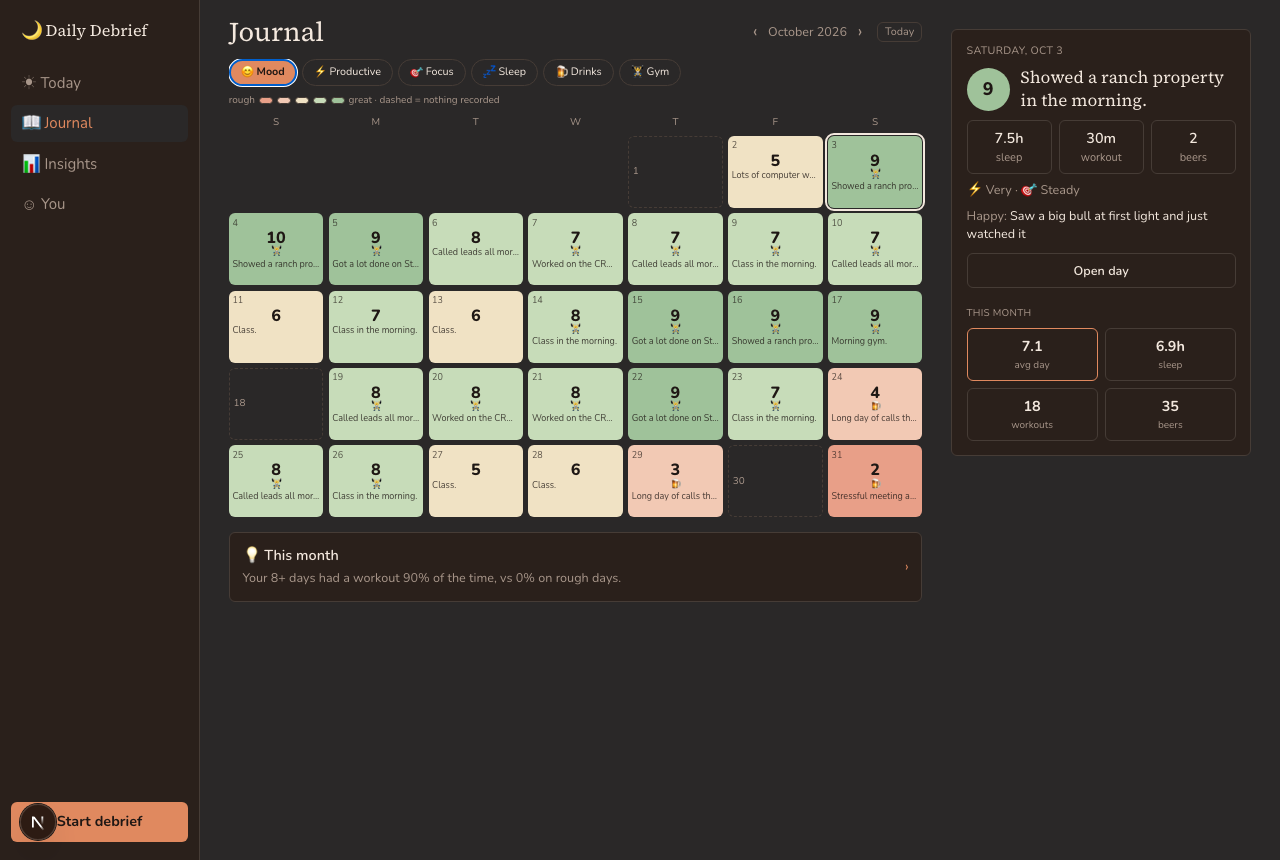 🌙 Daily Debrief
☀ Today
📖 Journal
📊 Insights
☺ You
N Start debrief
Journal
‹ October 2026 › Today
😊 Mood ⚡ Productive 🎯 Focus 💤 Sleep 🍺 Drinks 🏋 Gym
rough great · dashed = nothing recorded
S M T W T F S
1
2
5
Lots of computer w...
3
9
Showed a ranch pro...
4
10
Showed a ranch pro...
5
9
Got a lot done on St...
6
8
Called leads all mor...
7
7
Worked on the CR...
8
7
Called leads all mor...
9
7
Class in the morning.
10
7
Called leads all mor...
11
6
Class.
12
7
Class in the morning.
13
6
Class.
14
8
Class in the morning.
15
9
Got a lot done on St...
16
9
Showed a ranch pro...
17
9
Morning gym.
18
19
8
Called leads all mor...
20
8
Worked on the CR...
21
8
Worked on the CR...
22
9
Got a lot done on St...
23
7
Class in the morning.
24
4
Long day of calls th...
25
8
Called leads all mor...
26
8
Class in the morning.
27
5
Class.
28
6
Class.
29
3
Long day of calls th...
30
31
2
Stressful meeting a...
💡 This month
Your 8+ days had a workout 90% of the time, vs 0% on rough days.
›
SATURDAY, OCT 3
9
Showed a ranch property
in the morning.
7.5h 30m 2
sleep workout beers
⚡ Very · 🎯 Steady
Happy: Saw a big bull at first light and just
watched it
Open day
THIS MONTH
7.1 6.9h
avg day sleep
18 35
workouts beers